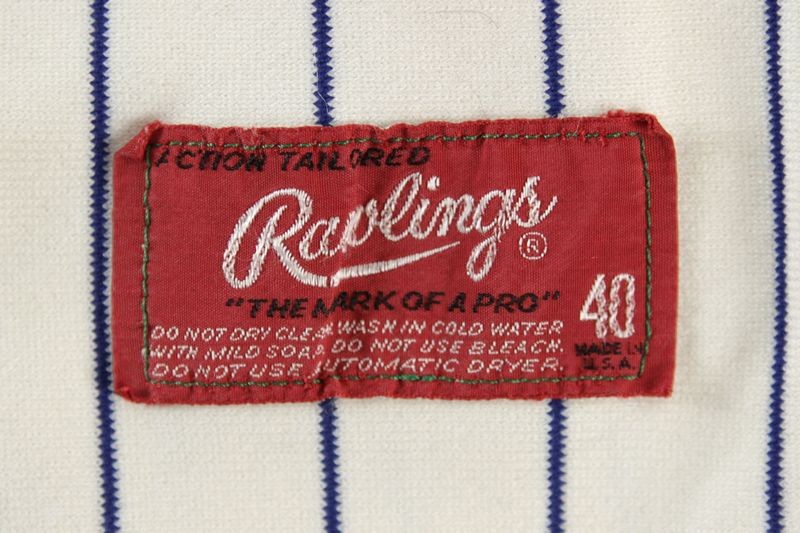 ACTION TAILORED
Rawlings ®
"THE MARK OF A PRO"
40
DO NOT DRY CLEAN WASH IN COLD WATER
WITH MILD SOAP. DO NOT USE BLEACH.
DO NOT USE AUTOMATIC DRYER.
MADE IN
U.S.A.